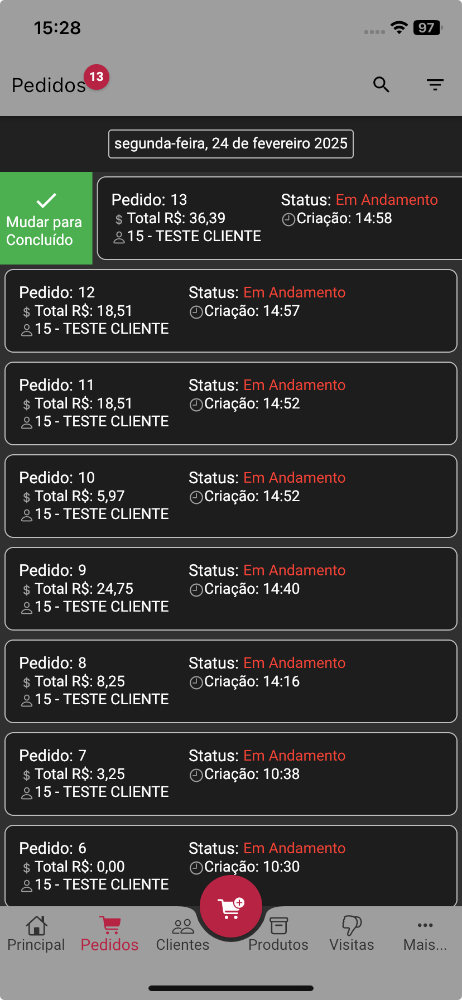 15:28
97
Pedidos 13
segunda-feira, 24 de fevereiro 2025
Mudar para
Concluído
Pedido: 13 Status: Em Andamento
$ Total R$: 36,39 Criação: 14:58
15 - TESTE CLIENTE
Pedido: 12 Status: Em Andamento
$ Total R$: 18,51 Criação: 14:57
15 - TESTE CLIENTE
Pedido: 11 Status: Em Andamento
$ Total R$: 18,51 Criação: 14:52
15 - TESTE CLIENTE
Pedido: 10 Status: Em Andamento
$ Total R$: 5,97 Criação: 14:52
15 - TESTE CLIENTE
Pedido: 9 Status: Em Andamento
$ Total R$: 24,75 Criação: 14:40
15 - TESTE CLIENTE
Pedido: 8 Status: Em Andamento
$ Total R$: 8,25 Criação: 14:16
15 - TESTE CLIENTE
Pedido: 7 Status: Em Andamento
$ Total R$: 3,25 Criação: 10:38
15 - TESTE CLIENTE
Pedido: 6 Status: Em Andamento
$ Total R$: 0,00 Criação: 10:30
15 - TESTE CLIENTE
Principal Pedidos Clientes Produtos Visitas Mais...